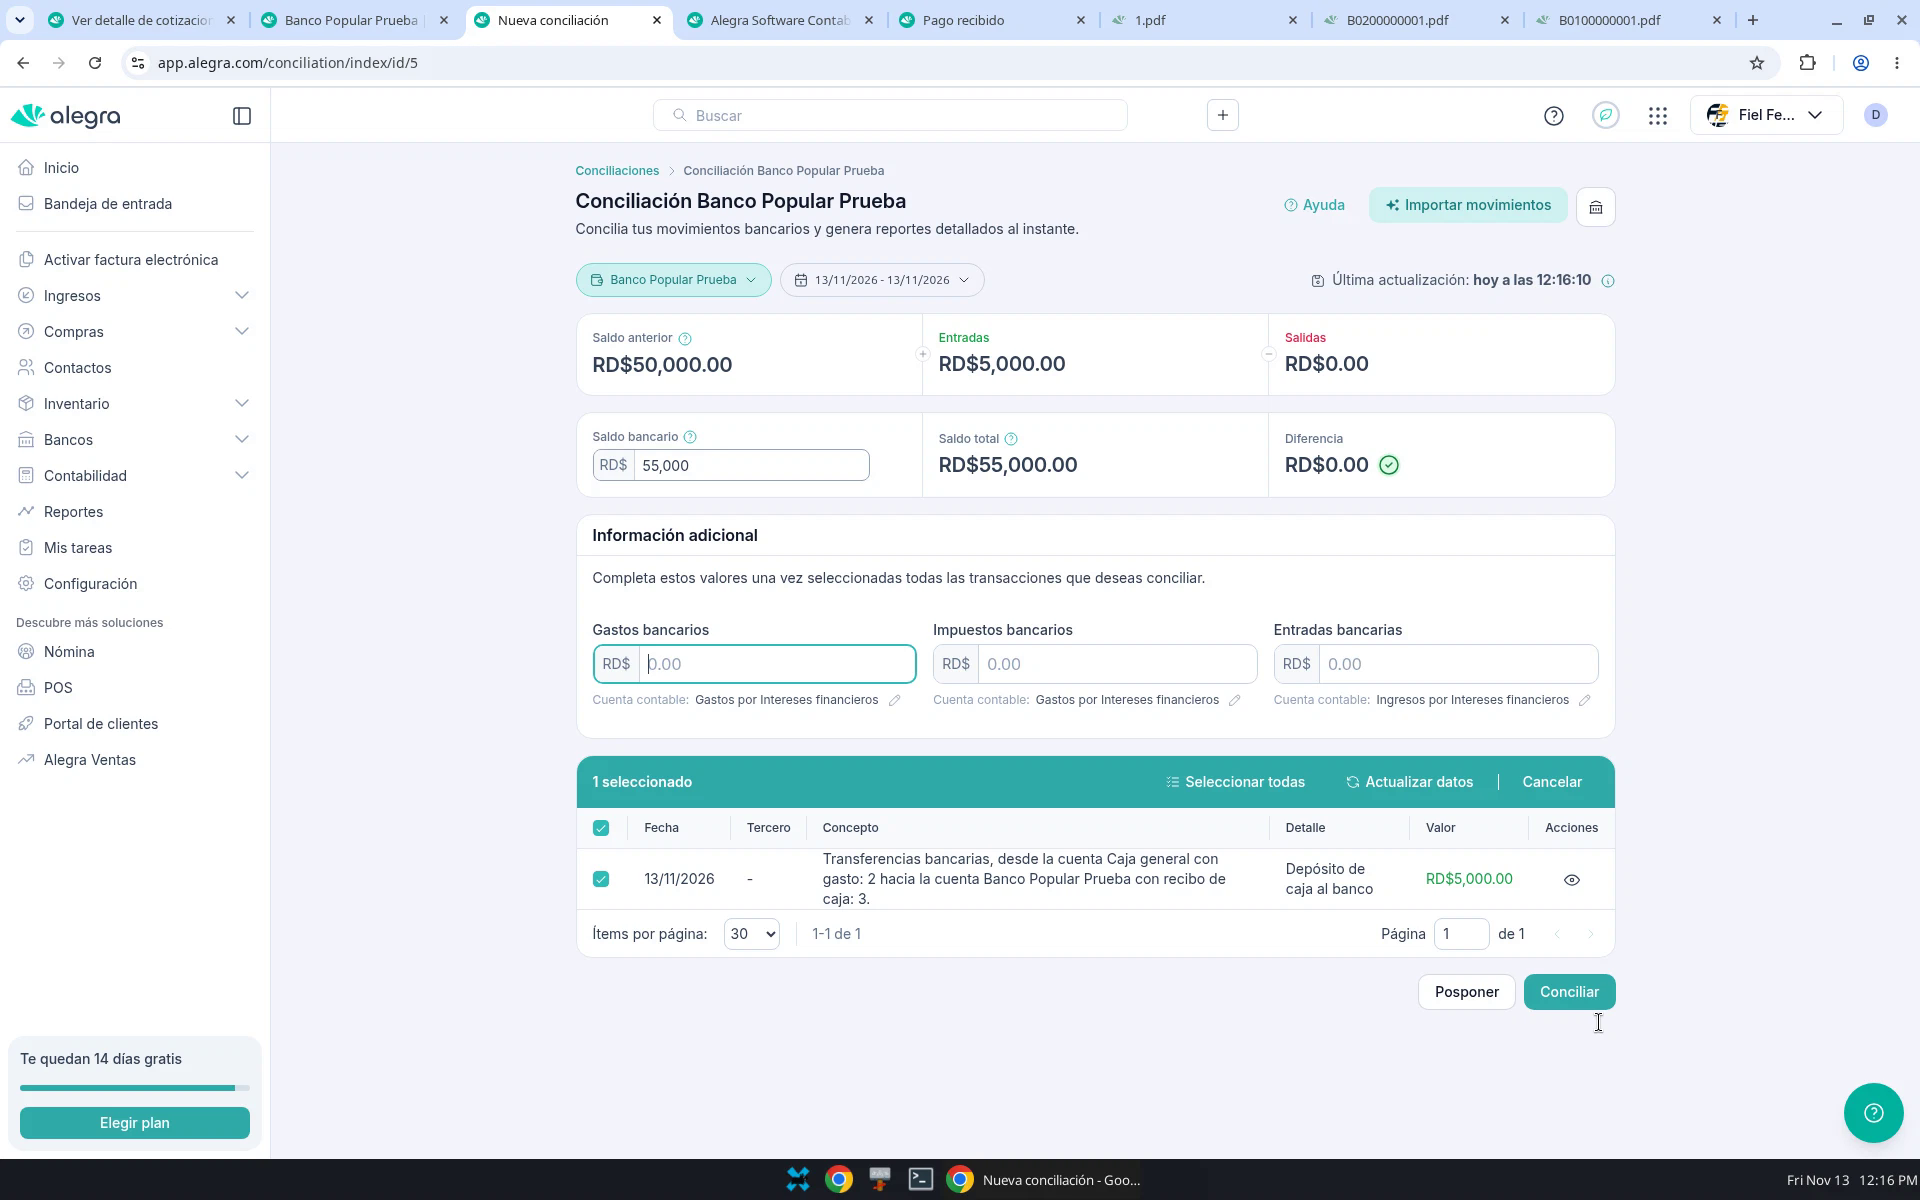 Ver detalle de cotizacion
Banco Popular Prueba
Nueva conciliación
Alegra Software Contab
Pago recibido
1.pdf
B0200000001.pdf
B0100000001.pdf
app.alegra.com/conciliation/index/id/5
alegra
Buscar
Fiel Fe...
D
Inicio
Bandeja de entrada
Activar factura electrónica
Ingresos
Compras
Contactos
Inventario
Bancos
Contabilidad
Reportes
Mis tareas
Configuración
Descubre más soluciones
Nómina
POS
Portal de clientes
Alegra Ventas
Te quedan 14 días gratis
Elegir plan
Conciliaciones > Conciliación Banco Popular Prueba
Conciliación Banco Popular Prueba
Concilia tus movimientos bancarios y genera reportes detallados al instante.
Ayuda
Importar movimientos
Banco Popular Prueba
13/11/2026 - 13/11/2026
Última actualización: hoy a las 12:16:10
Saldo anterior
RD$50,000.00
Entradas
RD$5,000.00
Salidas
RD$0.00
Saldo bancario
RD$ 55,000
Saldo total
RD$55,000.00
Diferencia
RD$0.00
Información adicional
Completa estos valores una vez seleccionadas todas las transacciones que deseas conciliar.
Gastos bancarios
RD$ 0.00
Cuenta contable: Gastos por Intereses financieros
Impuestos bancarios
RD$ 0.00
Cuenta contable: Gastos por Intereses financieros
Entradas bancarias
RD$ 0.00
Cuenta contable: Ingresos por Intereses financieros
1 seleccionado
Seleccionar todas
Actualizar datos
Cancelar
Fecha Tercero Concepto Detalle Valor Acciones
13/11/2026
-
Transferencias bancarias, desde la cuenta Caja general con
gasto: 2 hacia la cuenta Banco Popular Prueba con recibo de
caja: 3.
Depósito de
caja al banco
RD$5,000.00
Ítems por página: 30 1-1 de 1
Página 1 de 1
Posponer
Conciliar
Nueva conciliación - Goo...
Fri Nov 13 12:16 PM